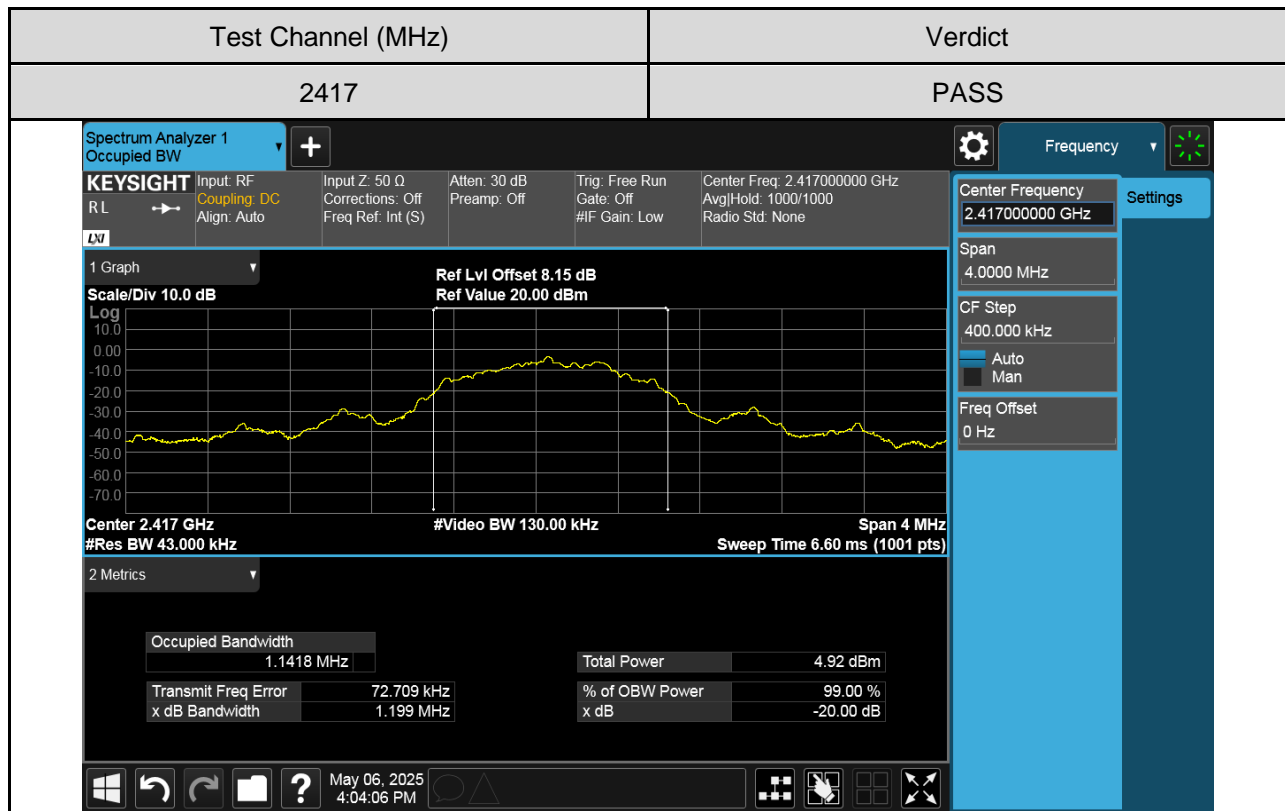 Test Channel (MHz) Verdict
2417 PASS
Spectrum Analyzer 1
Occupied BW
+
Frequency
KEYSIGHT Input: RF Input Z: 50 Ω Atten: 30 dB Trig: Free Run Center Freq: 2.417000000 GHz
RL Coupling: DC Corrections: Off Preamp: Off Gate: Off Avg|Hold: 1000/1000
Align: Auto Freq Ref: Int (S) #IF Gain: Low Radio Std: None
LXI
Center Frequency
2.417000000 GHz
Settings
Span
4.0000 MHz
CF Step
400.000 kHz
Auto
Man
Freq Offset
0 Hz
1 Graph
Ref Lvl Offset 8.15 dB
Scale/Div 10.0 dB Ref Value 20.00 dBm
Log
10.0
0.00
-10.0
-20.0
-30.0
-40.0
-50.0
-60.0
-70.0
Center 2.417 GHz #Video BW 130.00 kHz Span 4 MHz
#Res BW 43.000 kHz Sweep Time 6.60 ms (1001 pts)
2 Metrics
Occupied Bandwidth
1.1418 MHz Total Power 4.92 dBm
Transmit Freq Error 72.709 kHz % of OBW Power 99.00 %
x dB Bandwidth 1.199 MHz x dB -20.00 dB
?
May 06, 2025
4:04:06 PM